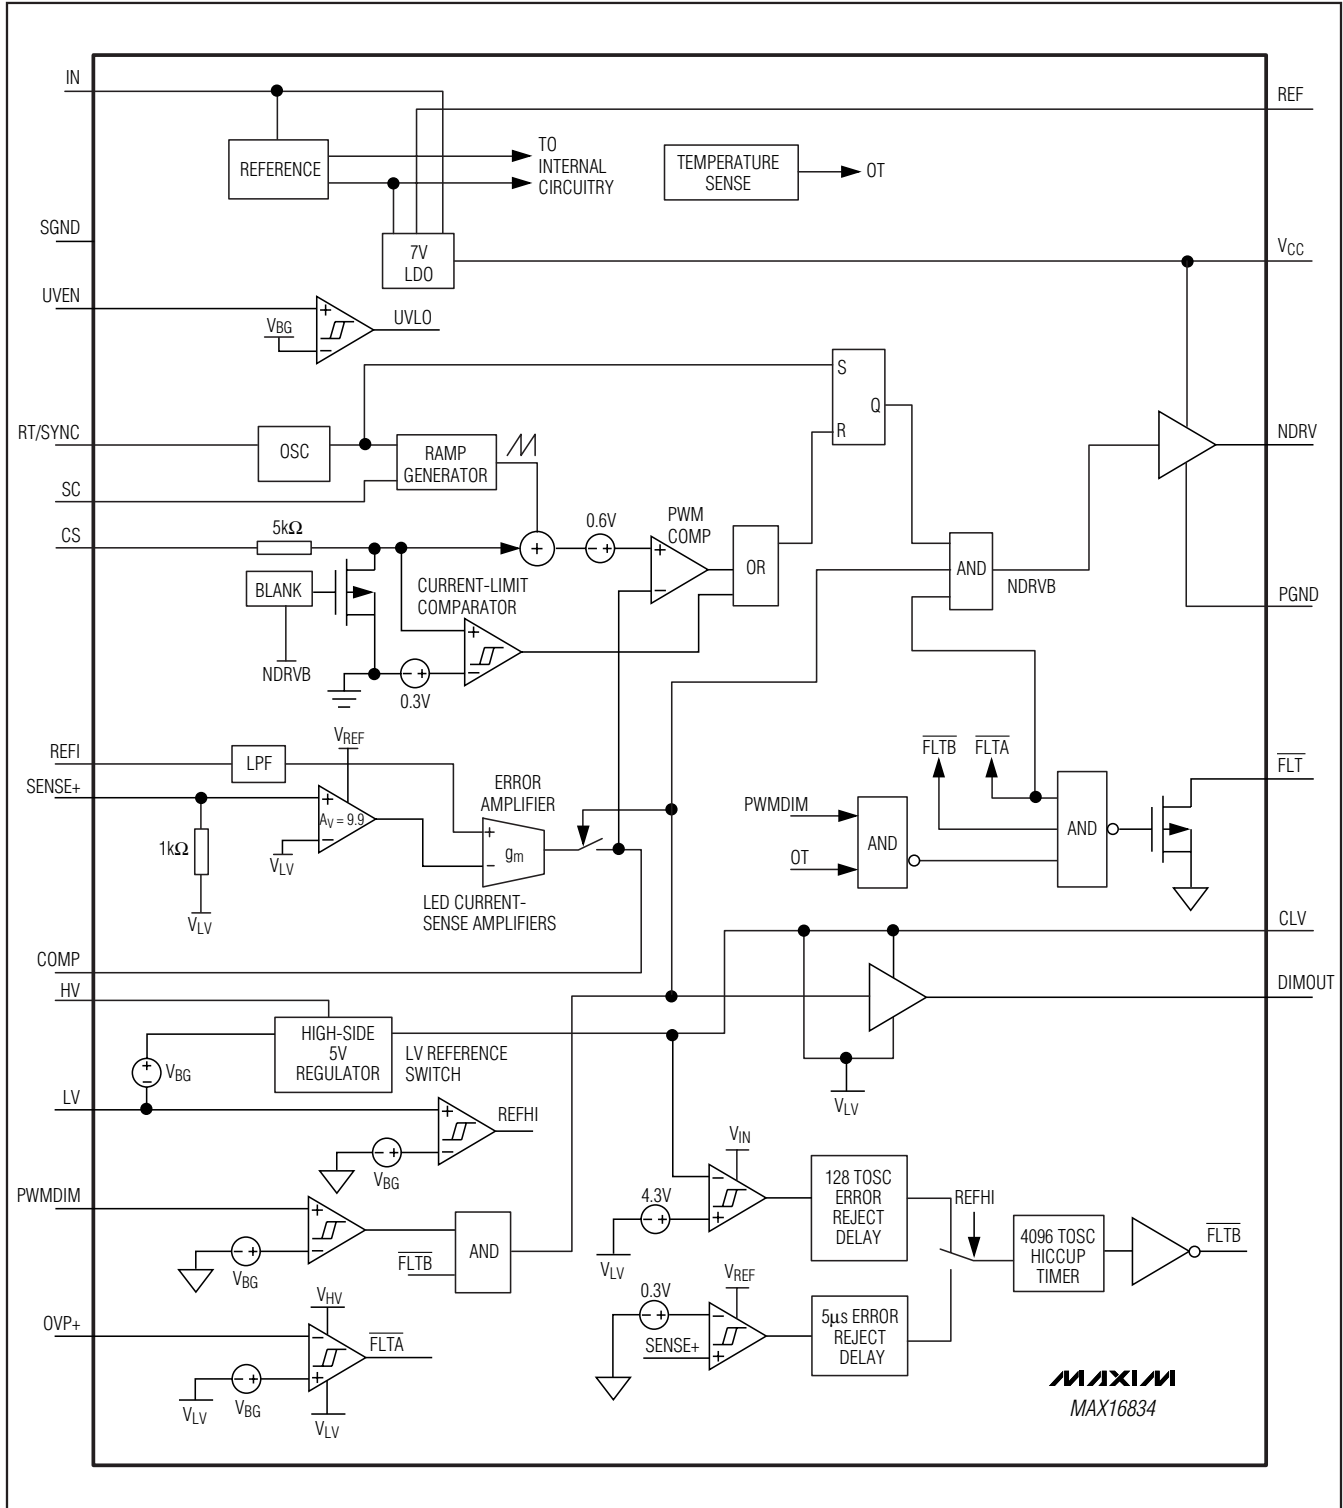 IN
REF
REFERENCE
TO
INTERNAL
CIRCUITRY
TEMPERATURE
SENSE
OT
SGND
7V
LDO
VCC
UVEN
+
−
VBG
UVLO
S
Q
R
RT/SYNC
OSC
RAMP
GENERATOR
NDRV
SC
CS
5kΩ
+
0.6V
− +
PWM
COMP
+
−
OR
AND
NDRVB
BLANK
NDRVB
CURRENT-LIMIT
COMPARATOR
+
−
− +
0.3V
PGND
REFI
LPF
VREF
SENSE+
+
AV = 9.9
−
1kΩ
VLV
VLV
ERROR
AMPLIFIER
+
gm
−
LED CURRENT-
SENSE AMPLIFIERS
FLTB
FLTA
FLT
PWMDIM
OT
AND
AND
CLV
COMP
DIMOUT
HV
HIGH-SIDE
5V
REGULATOR
LV REFERENCE
SWITCH
+
−
VBG
VLV
LV
+
−
REFHI
− +
VBG
PWMDIM
+
−
− +
VBG
FLTB
AND
VIN
4.3V
− +
−
+
VLV
128 TOSC
ERROR
REJECT
DELAY
REFHI
4096 TOSC
HICCUP
TIMER
FLTB
VREF
0.3V
− +
−
+
SENSE+
5µs ERROR
REJECT
DELAY
OVP+
VHV
−
+
FLTA
− +
VBG
VLV
VLV
MAXIM
MAX16834